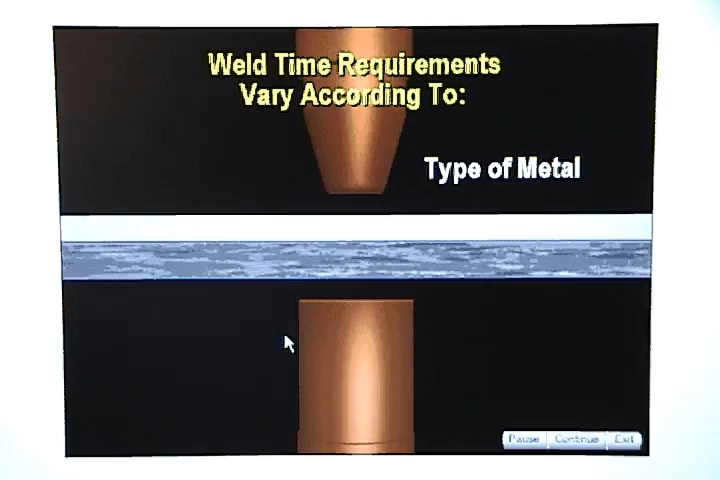 Weld Time Requirements
Vary According To:
Type of Metal
Pause Continue Exit